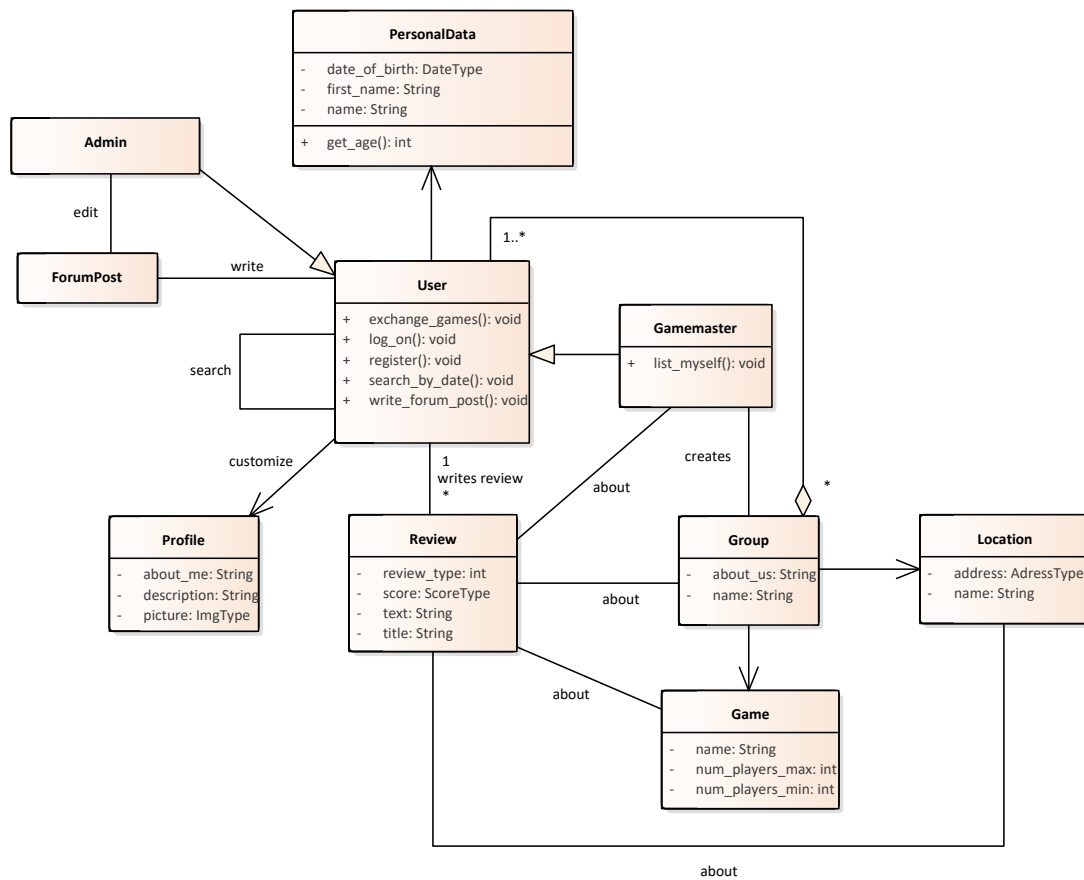 PersonalData
- date_of_birth: DateType
- first_name: String
- name: String
+ get_age(): int
Admin
edit
ForumPost
write
1..*
User
+ exchange_games(): void
+ log_on(): void
+ register(): void
+ search_by_date(): void
+ write_forum_post(): void
search
Gamemaster
+ list_myself(): void
customize
1
writes review
*
about
creates
*
Profile
- about_me: String
- description: String
- picture: ImgType
Review
- review_type: int
- score: ScoreType
- text: String
- title: String
about
Group
- about_us: String
- name: String
Location
- address: AdressType
- name: String
about
Game
- name: String
- num_players_max: int
- num_players_min: int
about